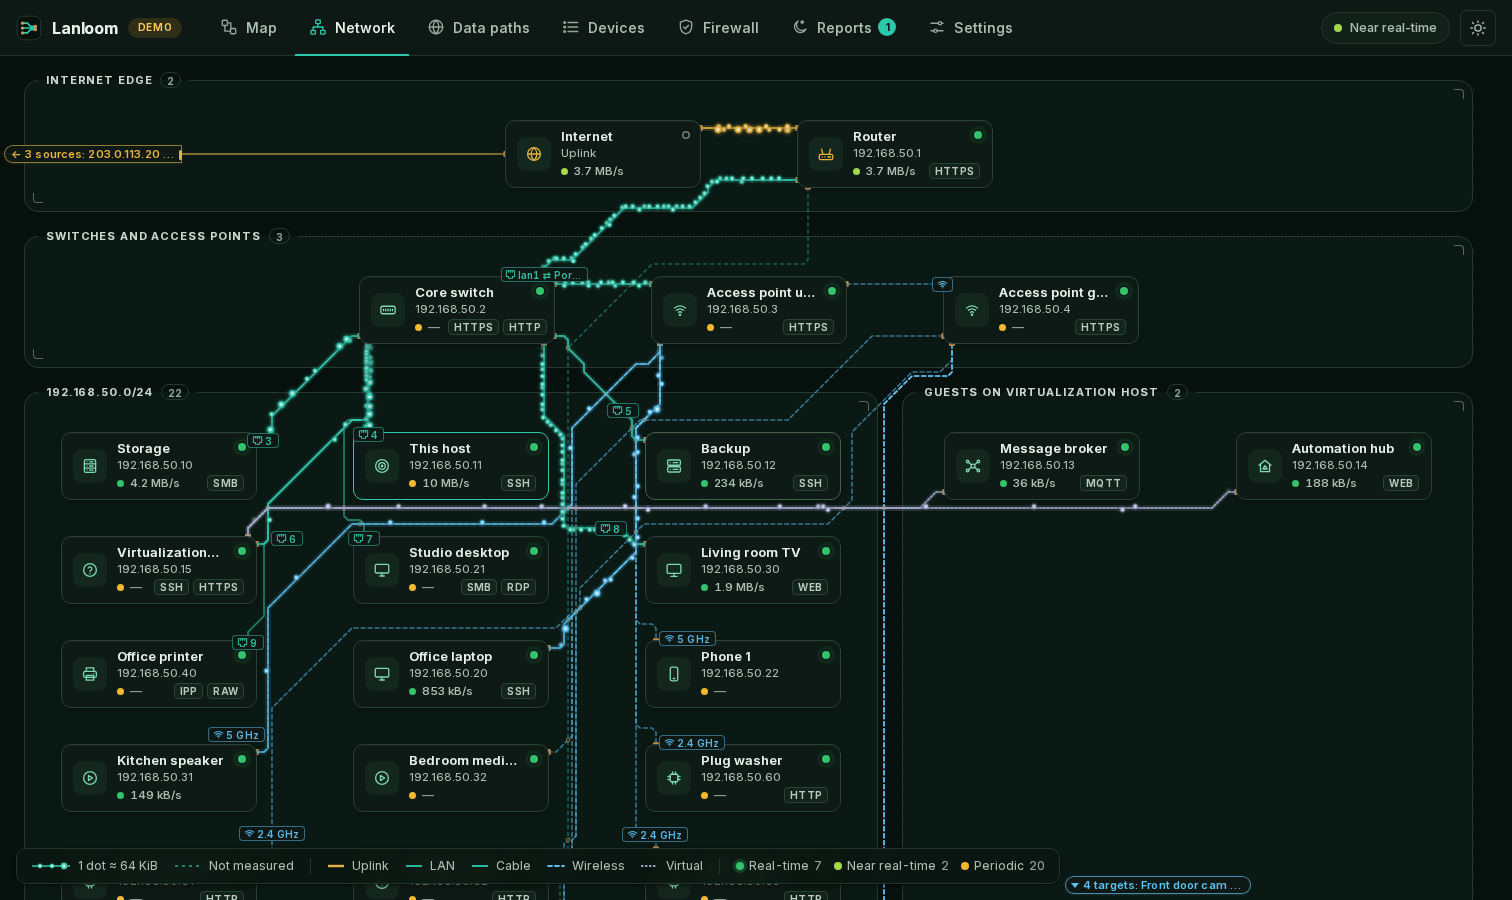 Lanloom DEMO Map Network Data paths Devices Firewall Reports 1 Settings Near real-time
INTERNET EDGE 2
← 3 sources: 203.0.113.20 ...
Internet
Uplink
3.7 MB/s
Router
192.168.50.1
3.7 MB/s HTTPS
SWITCHES AND ACCESS POINTS 3
lan1 ⇄ Por...
Core switch
192.168.50.2
— HTTPS HTTP
Access point u...
192.168.50.3
— HTTPS
Access point g...
192.168.50.4
— HTTPS
192.168.50.0/24 22
GUESTS ON VIRTUALIZATION HOST 2
5
3
4
Storage
192.168.50.10
4.2 MB/s SMB
This host
192.168.50.11
10 MB/s SSH
Backup
192.168.50.12
234 kB/s SSH
Message broker
192.168.50.13
36 kB/s MQTT
Automation hub
192.168.50.14
188 kB/s WEB
6
7
8
Virtualization...
192.168.50.15
— SSH HTTPS
Studio desktop
192.168.50.21
— SMB RDP
Living room TV
192.168.50.30
1.9 MB/s WEB
9
5 GHz
Office printer
192.168.50.40
— IPP RAW
Office laptop
192.168.50.20
853 kB/s SSH
Phone 1
192.168.50.22
—
5 GHz
2.4 GHz
Kitchen speaker
192.168.50.31
149 kB/s
Bedroom medi...
192.168.50.32
—
Plug washer
192.168.50.60
— HTTP
2.4 GHz
2.4 GHz
1 dot ≈ 64 KiB Not measured Uplink LAN Cable Wireless Virtual Real-time 7 Near real-time 2 Periodic 20
4 targets: Front door cam ...
— HTTP
— HTTP